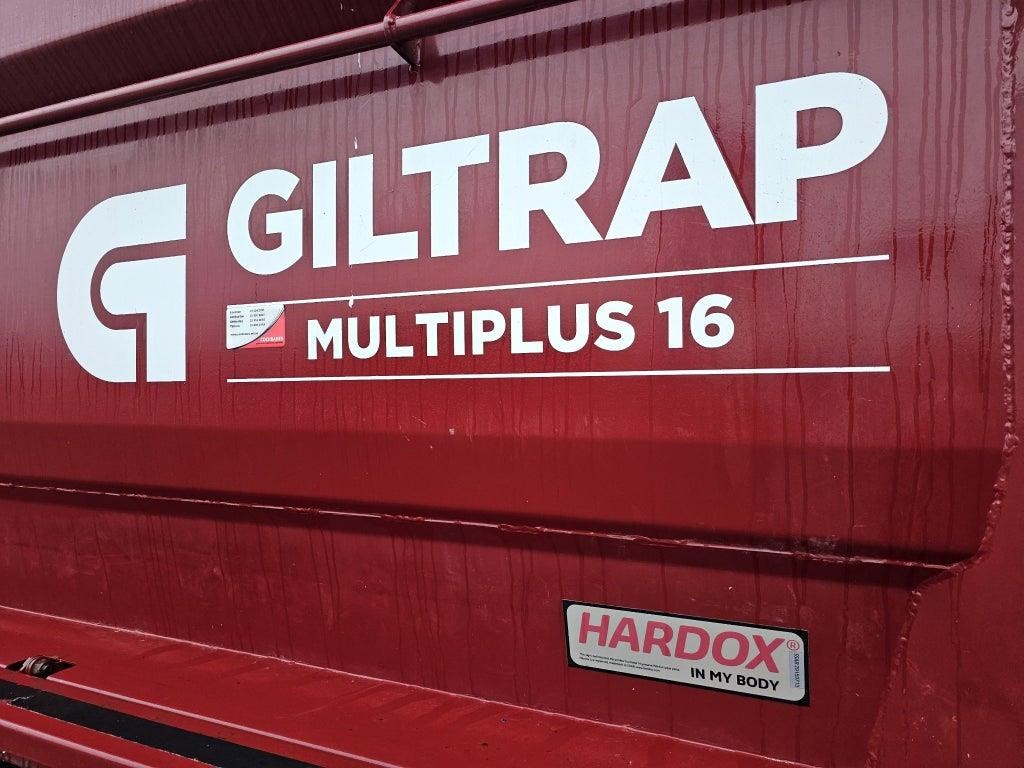 GILTRAP
MULTIPLUS 16
HARDOX®
IN MY BODY